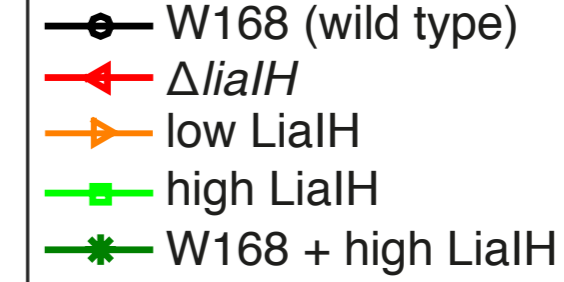 W168 (wild type)
ΔliaIH
low LiaIH
high LiaIH
W168 + high LiaIH